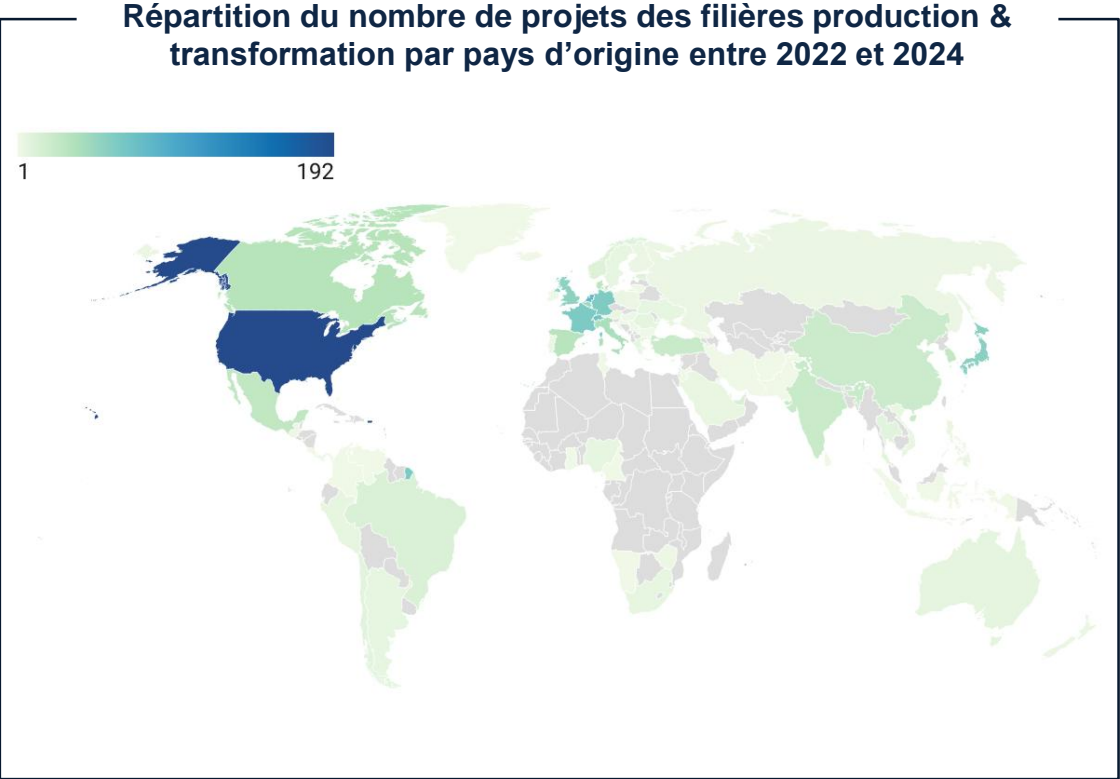 Répartition du nombre de projets des filières production &
transformation par pays d’origine entre 2022 et 2024
1
192